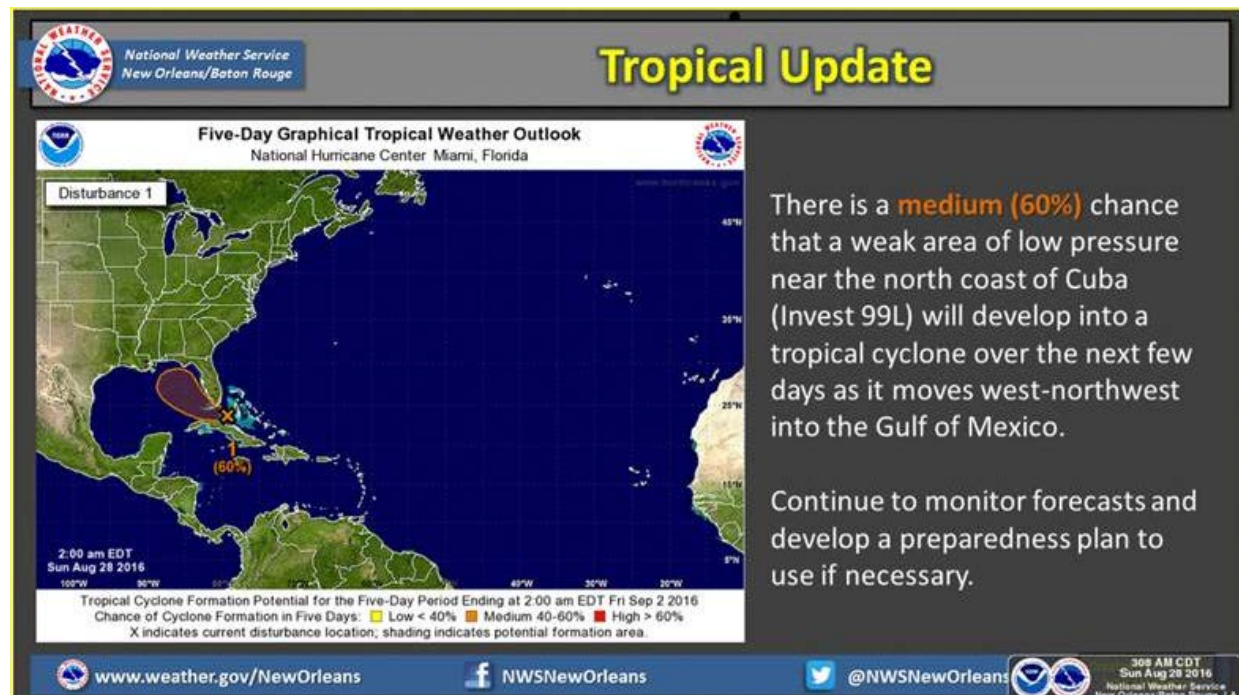 National Weather Service
New Orleans/Baton Rouge
Tropical Update
Five-Day Graphical Tropical Weather Outlook
National Hurricane Center Miami, Florida
Disturbance 1
45°N
35°N
25°N
15°N
5°N
1
(60%)
2:00 am EDT
Sun Aug 28 2016
100°W 90°W 40°W 30°W 20°W
Tropical Cyclone Formation Potential for the Five-Day Period Ending at 2:00 am EDT Fri Sep 2 2016
Chance of Cyclone Formation in Five Days: Low < 40% Medium 40-60% High > 60%
X indicates current disturbance location; shading indicates potential formation area.
There is a medium (60%) chance
that a weak area of low pressure
near the north coast of Cuba
(Invest 99L) will develop into a
tropical cyclone over the next few
days as it moves west-northwest
into the Gulf of Mexico.
Continue to monitor forecasts and
develop a preparedness plan to
use if necessary.
www.weather.gov/NewOrleans
NWSNewOrleans
@NWSNewOrleans
308 AM CDT
Sun Aug 28 2016
National Weather Service